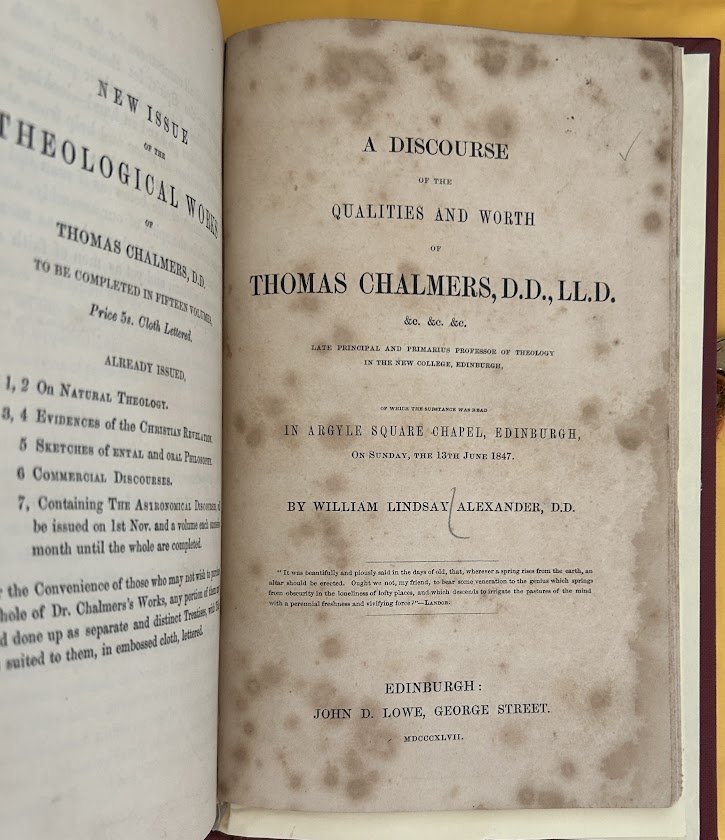 NEW ISSUE
OF THE
THEOLOGICAL WORKS
OF
THOMAS CHALMERS, D.D.
TO BE COMPLETED IN FIFTEEN VOLUMES,
Price 5s. Cloth Lettered.
ALREADY ISSUED,
1, 2 On NATURAL THEOLOGY.
3, 4 EVIDENCES of the CHRISTIAN REVELATION.
5 SKETCHES of ENTAL and ORAL PHILOSOPHY.
6 COMMERCIAL DISCOURSES.
7, Containing THE ASTRONOMICAL
be issued on 1st Nov. and a volume each
month until the whole are completed.
the Convenience of those who may not wish to
whole of Dr. Chalmers's Works, any portion of
done up as separate and distinct Treatises, with
suited to them, in embossed cloth, lettered.
A DISCOURSE
OF THE
QUALITIES AND WORTH
OF
THOMAS CHALMERS, D.D., LL.D.
&c. &c. &c.
LATE PRINCIPAL AND PRIMARIUS PROFESSOR OF THEOLOGY
IN THE NEW COLLEGE, EDINBURGH,
OF WHICH THE SUBSTANCE WAS READ
IN ARGYLE SQUARE CHAPEL, EDINBURGH,
ON SUNDAY, THE 13TH JUNE 1847.
BY WILLIAM LINDSAY ALEXANDER, D.D.
"It was beautifully and piously said in the days of old, that, wherever a spring rises from the earth, an
altar should be erected. Ought we not, my friend, to bear some veneration to the genius which springs
from obscurity in the loneliness of lofty places, and which descends to irrigate the pastures of the mind
with a perennial freshness and vivifying force?"—LANDOR.
EDINBURGH:
JOHN D. LOWE, GEORGE STREET.
MDCCCXLVII.